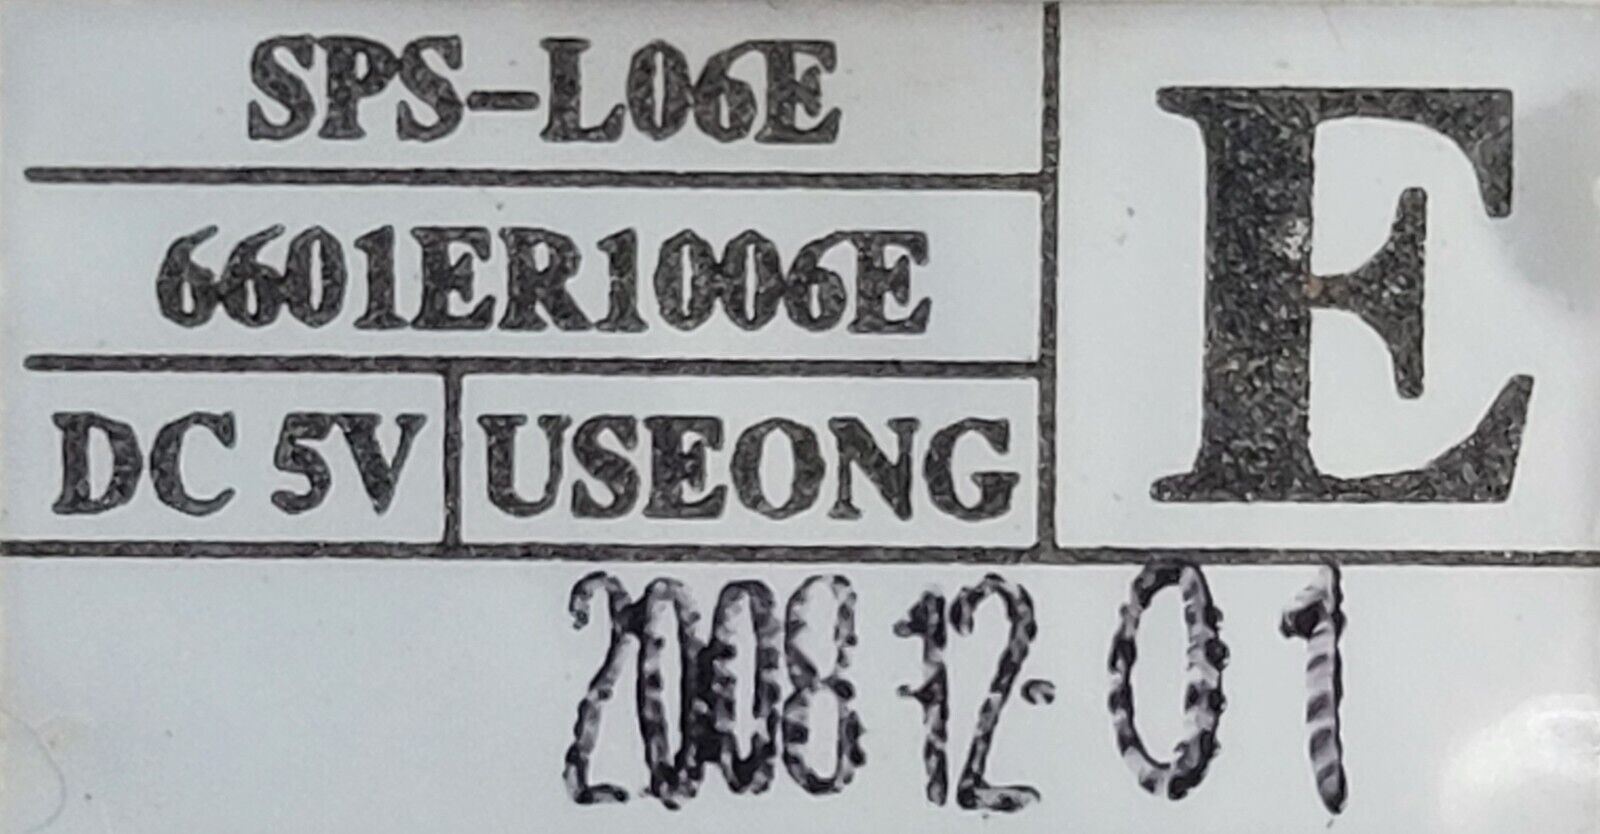 SPS-L06E
E
6601ER1006E
DC 5V USEONG
2008-12-01